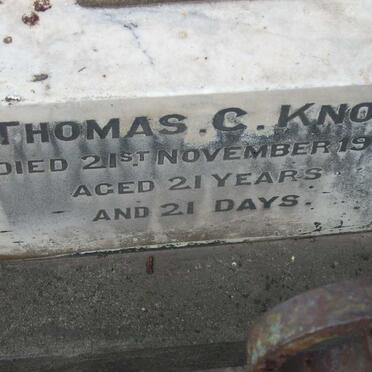 THOMAS . C . KNO
DIED 21ST NOVEMBER 19
AGED 21 YEARS
AND 21 DAYS.